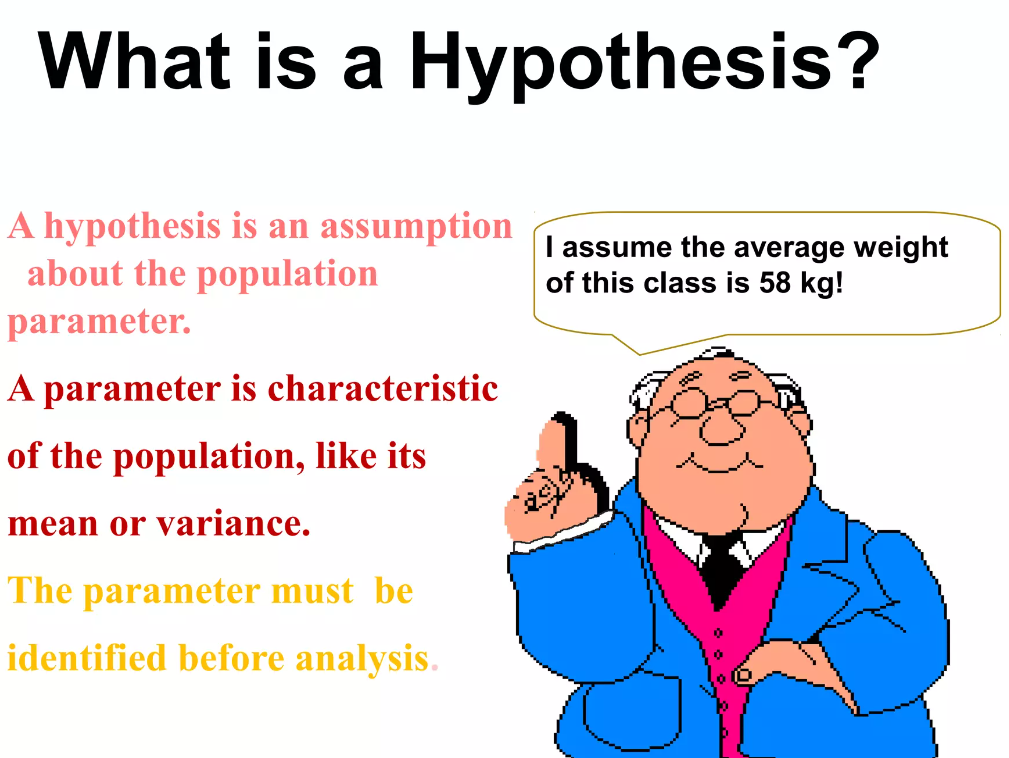 What is a Hypothesis?
A hypothesis is an assumption
about the population
parameter.
A parameter is characteristic
of the population, like its
mean or variance.
The parameter must  be
identified before analysis.
I assume the average weight
of this class is 58 kg!